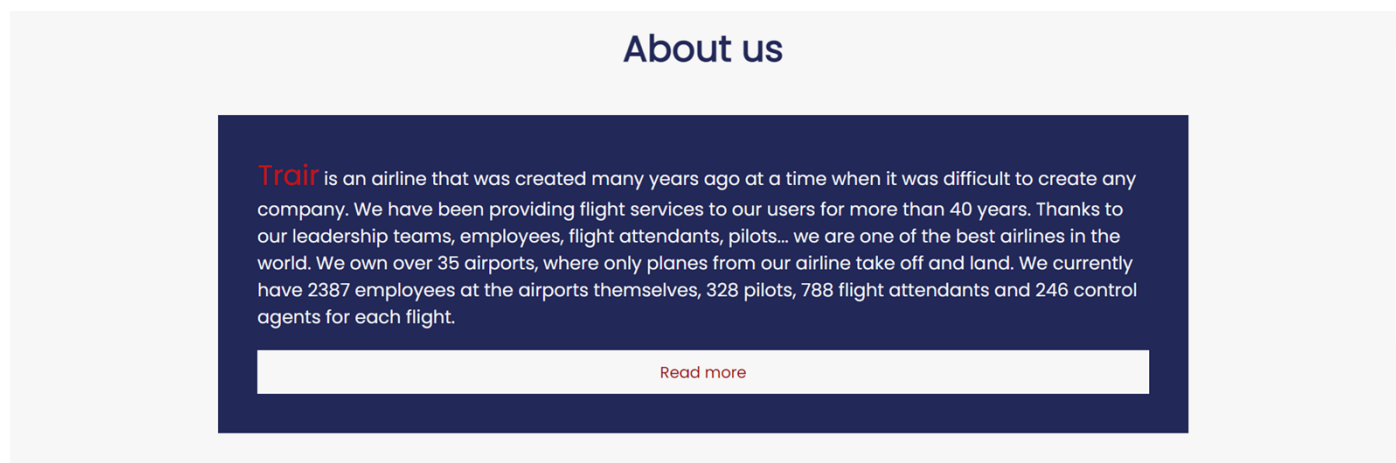 About us
Trair is an airline that was created many years ago at a time when it was difficult to create any
company. We have been providing flight services to our users for more than 40 years. Thanks to
our leadership teams, employees, flight attendants, pilots... we are one of the best airlines in the
world. We own over 35 airports, where only planes from our airline take off and land. We currently
have 2387 employees at the airports themselves, 328 pilots, 788 flight attendants and 246 control
agents for each flight.
Read more